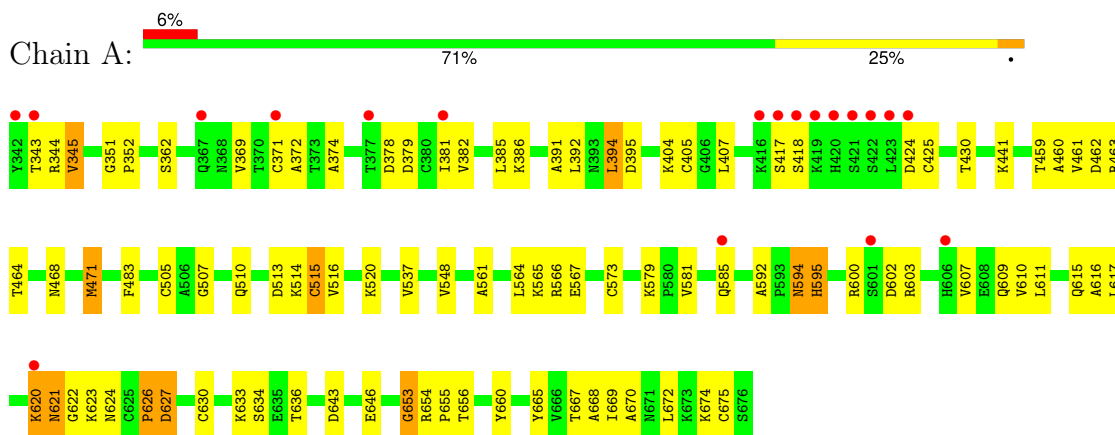 6%
Chain A:
71% 25% •
Y342 T343 R344 V345 G351 P352 S362 Q367 N368 V369 T370 C371 A372 T373 A374 T377 D378 D379 C380 I381 V382 L385 K386 A391 L392 N393 L394 D395 K404 C405 G406 L407 K416 S417 S418 K419 H420 S421 S422 L423 D424 C425 T430 K441 T459 A460 V461 D462 R463
T464 N468 M471 F483 C505 A506 G507 Q510 D513 K514 C515 V516 K520 V537 V548 A561 L564 K565 R566 E567 C573 K579 P580 V581 Q585 A592 P593 N594 H595 R600 S601 D602 R603 H606 V607 E608 Q609 V610 L611 Q615 A616 L617
K620 N621 G622 K623 N624 C625 P626 D627 C630 K633 S634 E635 T636 D643 E646 G653 R654 P655 T656 Y660 Y665 V666 T667 A668 I669 A670 N671 L672 K673 K674 C675 S676